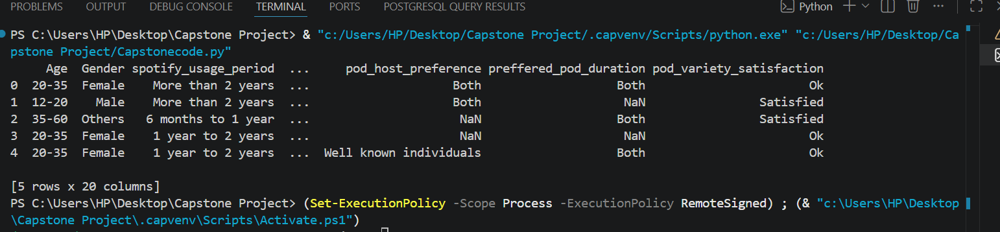 PROBLEMS OUTPUT DEBUG CONSOLE TERMINAL PORTS POSTGRESQL QUERY RESULTS Python ...
PS C:\Users\HP\Desktop\Capstone Project> & "c:/Users/HP/Desktop/Capstone Project/.capvenv/Scripts/python.exe" "c:/Users/HP/Desktop/Ca
pstone Project/Capstonecode.py"
Age Gender spotify_usage_period ... pod_host_preference preffered_pod_duration pod_variety_satisfaction
0 20-35 Female More than 2 years ... Both Both Ok
1 12-20 Male More than 2 years ... Both NaN Satisfied
2 35-60 Others 6 months to 1 year ... NaN Both Satisfied
3 20-35 Female 1 year to 2 years ... NaN NaN Ok
4 20-35 Female 1 year to 2 years ... Well known individuals Both Ok
[5 rows x 20 columns]
PS C:\Users\HP\Desktop\Capstone Project> (Set-ExecutionPolicy -Scope Process -ExecutionPolicy RemoteSigned) ; (& "c:\Users\HP\Desktop
\Capstone Project\.capvenv\Scripts\Activate.ps1")